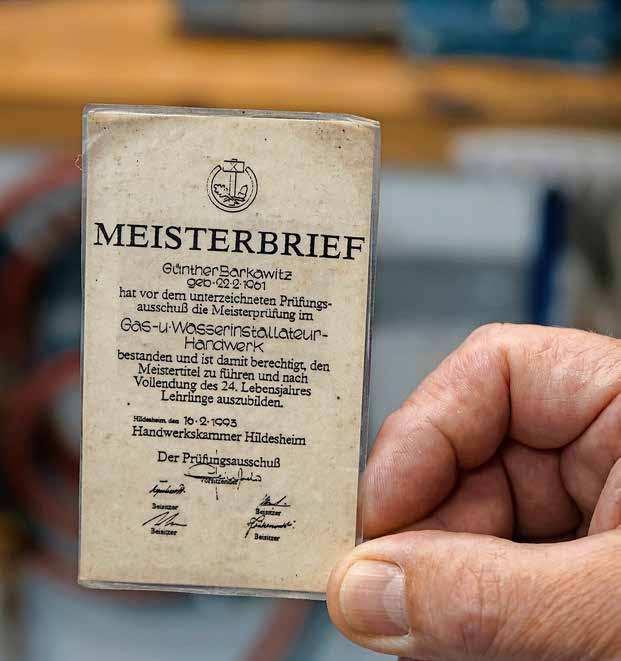 MEISTERBRIEF
Günther Barkawitz
geb. 22.2.1961
hat vor dem unterzeichneten Prüfungs-
ausschuß die Meisterprüfung im
Gas-u.Wasserinstallateur-
Handwerk
bestanden und ist damit berechtigt, den
Meistertitel zu führen und nach
Vollendung des 24. Lebensjahres
Lehrlinge auszubilden.
Hildesheim, den 16.2.1993
Handwerkskammer Hildesheim
Der Prüfungsausschuß
Vorsitzender
Beisitzer Beisitzer
Beisitzer Beisitzer